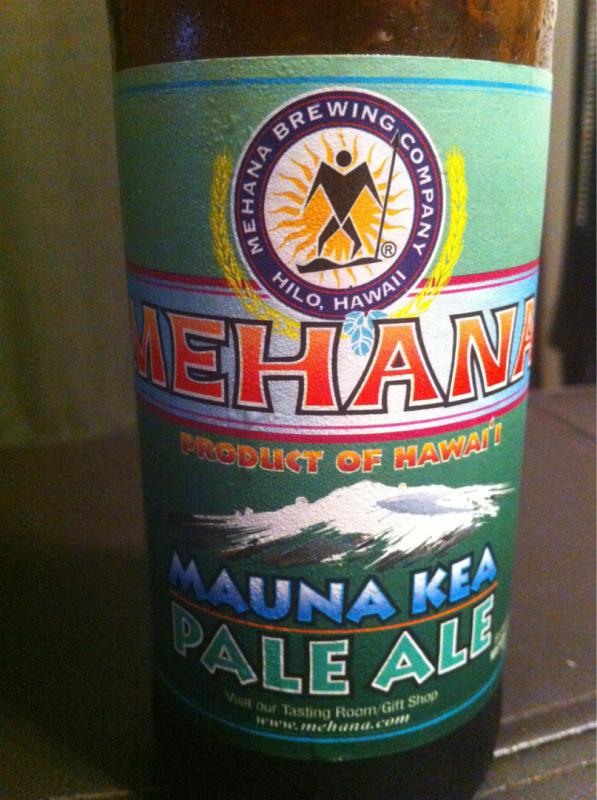 MEHANA BREWING COMPANY
HILO, HAWAII
®
MEHANA
PRODUCT OF HAWAI'I
MAUNA KEA
PALE ALE
Visit our Tasting Room/Gift Shop
www.mehana.com